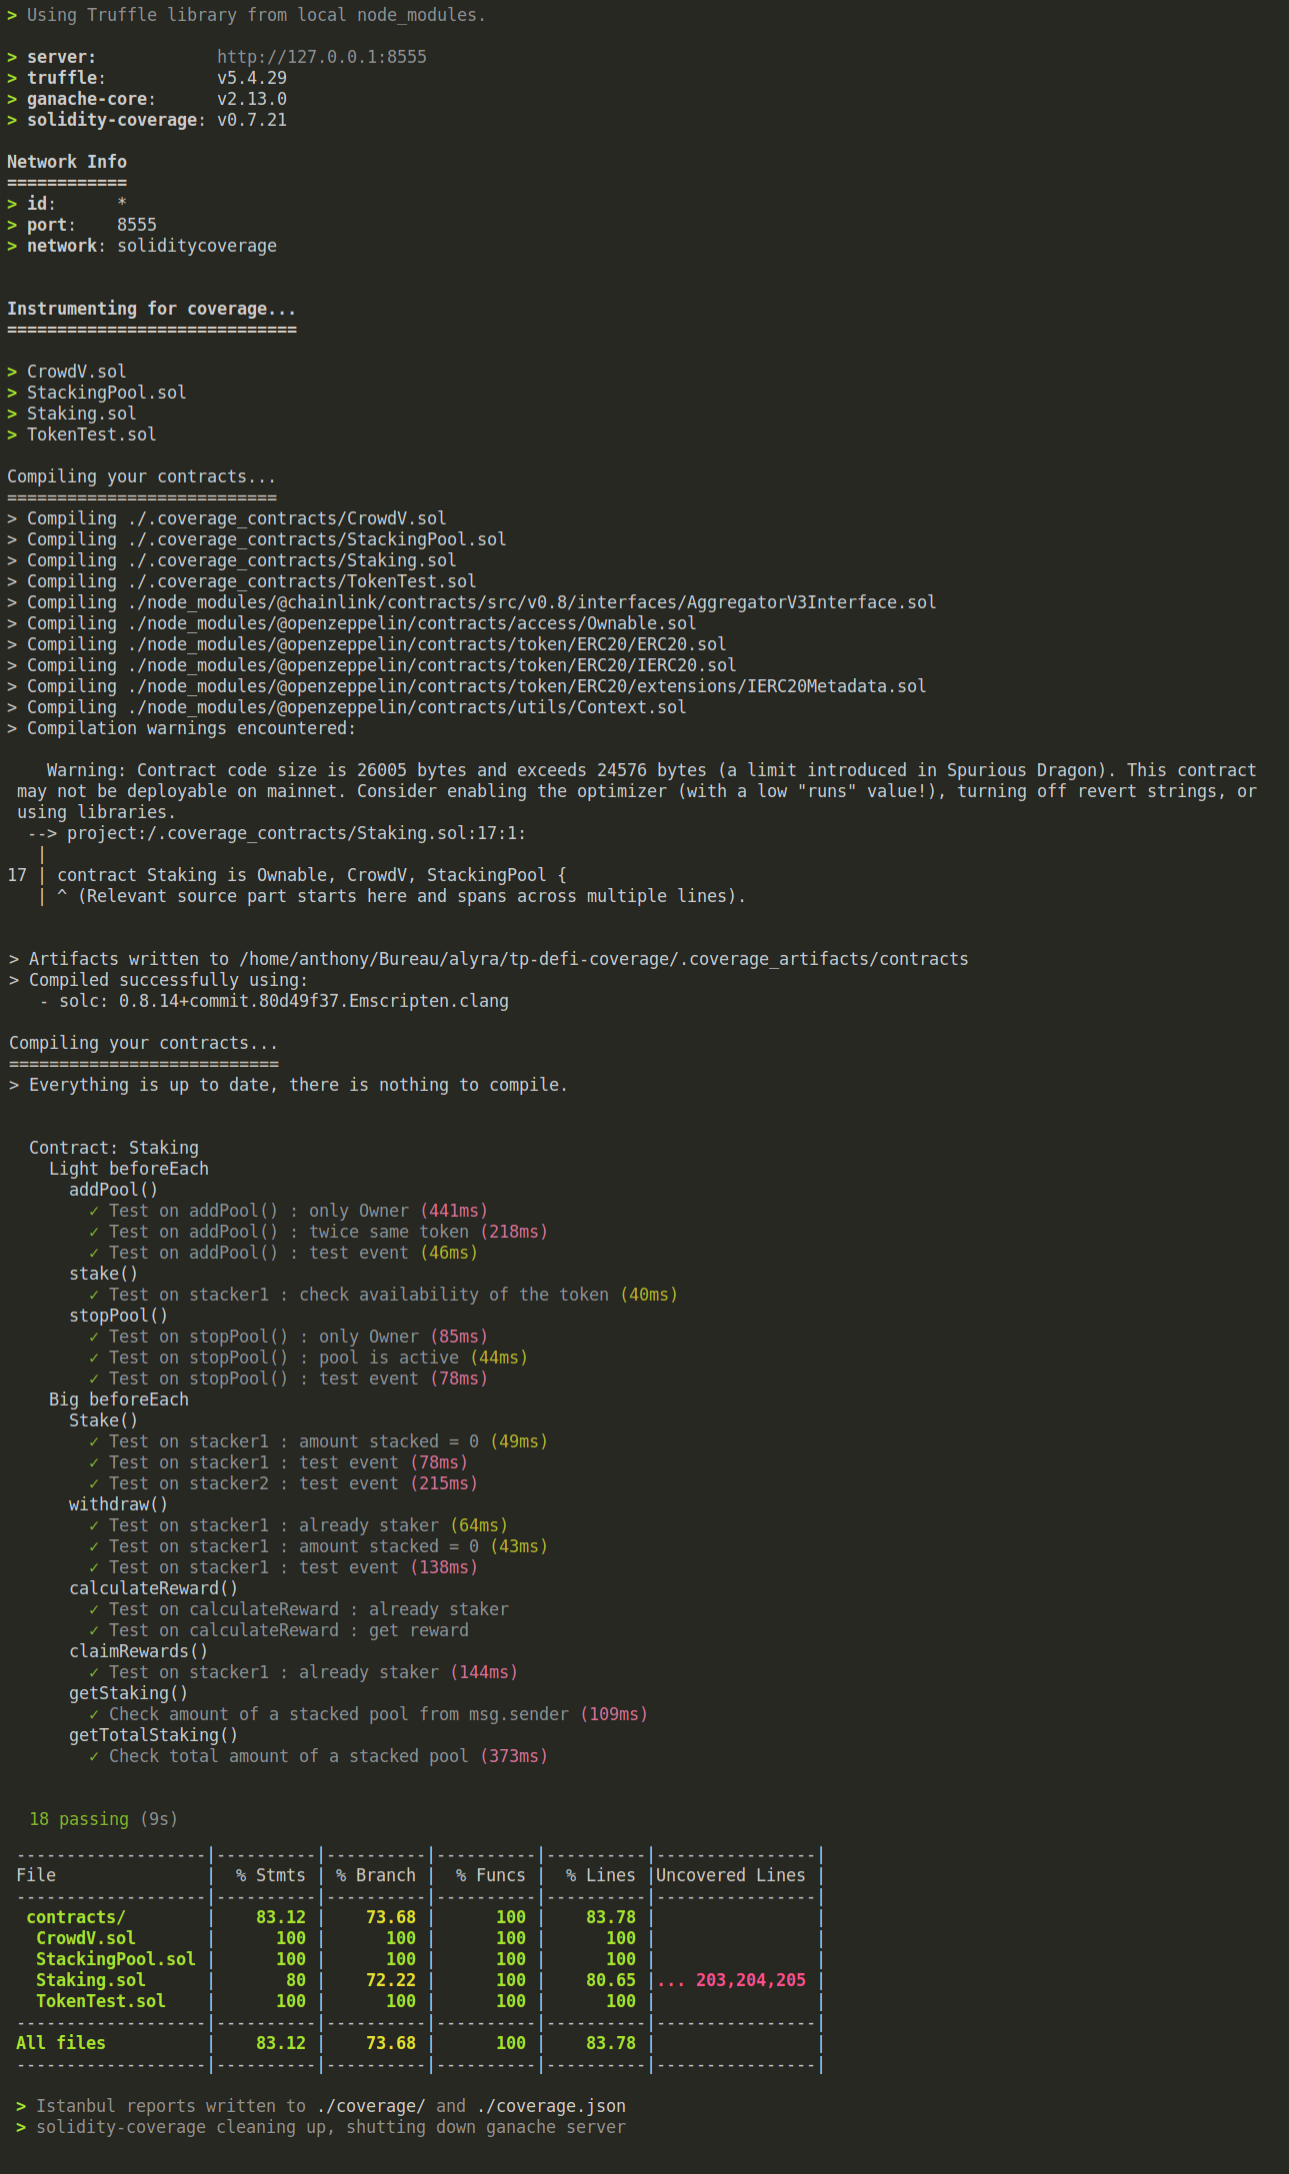 > Using Truffle library from local node_modules.
> server:            http://127.0.0.1:8555
> truffle:           v5.4.29
> ganache-core:      v2.13.0
> solidity-coverage: v0.7.21
Network Info
============
> id:      *
> port:    8555
> network: soliditycoverage
Instrumenting for coverage...
=============================
> CrowdV.sol
> StackingPool.sol
> Staking.sol
> TokenTest.sol
Compiling your contracts...
===========================
> Compiling ./.coverage_contracts/CrowdV.sol
> Compiling ./.coverage_contracts/StackingPool.sol
> Compiling ./.coverage_contracts/Staking.sol
> Compiling ./.coverage_contracts/TokenTest.sol
> Compiling ./node_modules/@chainlink/contracts/src/v0.8/interfaces/AggregatorV3Interface.sol
> Compiling ./node_modules/@openzeppelin/contracts/access/Ownable.sol
> Compiling ./node_modules/@openzeppelin/contracts/token/ERC20/ERC20.sol
> Compiling ./node_modules/@openzeppelin/contracts/token/ERC20/IERC20.sol
> Compiling ./node_modules/@openzeppelin/contracts/token/ERC20/extensions/IERC20Metadata.sol
> Compiling ./node_modules/@openzeppelin/contracts/utils/Context.sol
> Compilation warnings encountered:
    Warning: Contract code size is 26005 bytes and exceeds 24576 bytes (a limit introduced in Spurious Dragon). This contract
 may not be deployable on mainnet. Consider enabling the optimizer (with a low "runs" value!), turning off revert strings, or
 using libraries.
  --> project:/.coverage_contracts/Staking.sol:17:1:
   |
17 | contract Staking is Ownable, CrowdV, StackingPool {
   | ^ (Relevant source part starts here and spans across multiple lines).
> Artifacts written to /home/anthony/Bureau/alyra/tp-defi-coverage/.coverage_artifacts/contracts
> Compiled successfully using:
   - solc: 0.8.14+commit.80d49f37.Emscripten.clang
Compiling your contracts...
===========================
> Everything is up to date, there is nothing to compile.
  Contract: Staking
    Light beforeEach
      addPool()
        ✓ Test on addPool() : only Owner (441ms)
        ✓ Test on addPool() : twice same token (218ms)
        ✓ Test on addPool() : test event (46ms)
      stake()
        ✓ Test on stacker1 : check availability of the token (40ms)
      stopPool()
        ✓ Test on stopPool() : only Owner (85ms)
        ✓ Test on stopPool() : pool is active (44ms)
        ✓ Test on stopPool() : test event (78ms)
    Big beforeEach
      Stake()
        ✓ Test on stacker1 : amount stacked = 0 (49ms)
        ✓ Test on stacker1 : test event (78ms)
        ✓ Test on stacker2 : test event (215ms)
      withdraw()
        ✓ Test on stacker1 : already staker (64ms)
        ✓ Test on stacker1 : amount stacked = 0 (43ms)
        ✓ Test on stacker1 : test event (138ms)
      calculateReward()
        ✓ Test on calculateReward : already staker
        ✓ Test on calculateReward : get reward
      claimRewards()
        ✓ Test on stacker1 : already staker (144ms)
      getStaking()
        ✓ Check amount of a stacked pool from msg.sender (109ms)
      getTotalStaking()
        ✓ Check total amount of a stacked pool (373ms)
  18 passing (9s)
-------------------|----------|----------|----------|----------|----------------|
File               |  % Stmts | % Branch |  % Funcs |  % Lines |Uncovered Lines |
-------------------|----------|----------|----------|----------|----------------|
 contracts/        |    83.12 |    73.68 |      100 |    83.78 |                |
  CrowdV.sol       |      100 |      100 |      100 |      100 |                |
  StackingPool.sol |      100 |      100 |      100 |      100 |                |
  Staking.sol      |       80 |    72.22 |      100 |    80.65 |... 203,204,205 |
  TokenTest.sol    |      100 |      100 |      100 |      100 |                |
-------------------|----------|----------|----------|----------|----------------|
All files          |    83.12 |    73.68 |      100 |    83.78 |                |
-------------------|----------|----------|----------|----------|----------------|
> Istanbul reports written to ./coverage/ and ./coverage.json
> solidity-coverage cleaning up, shutting down ganache server